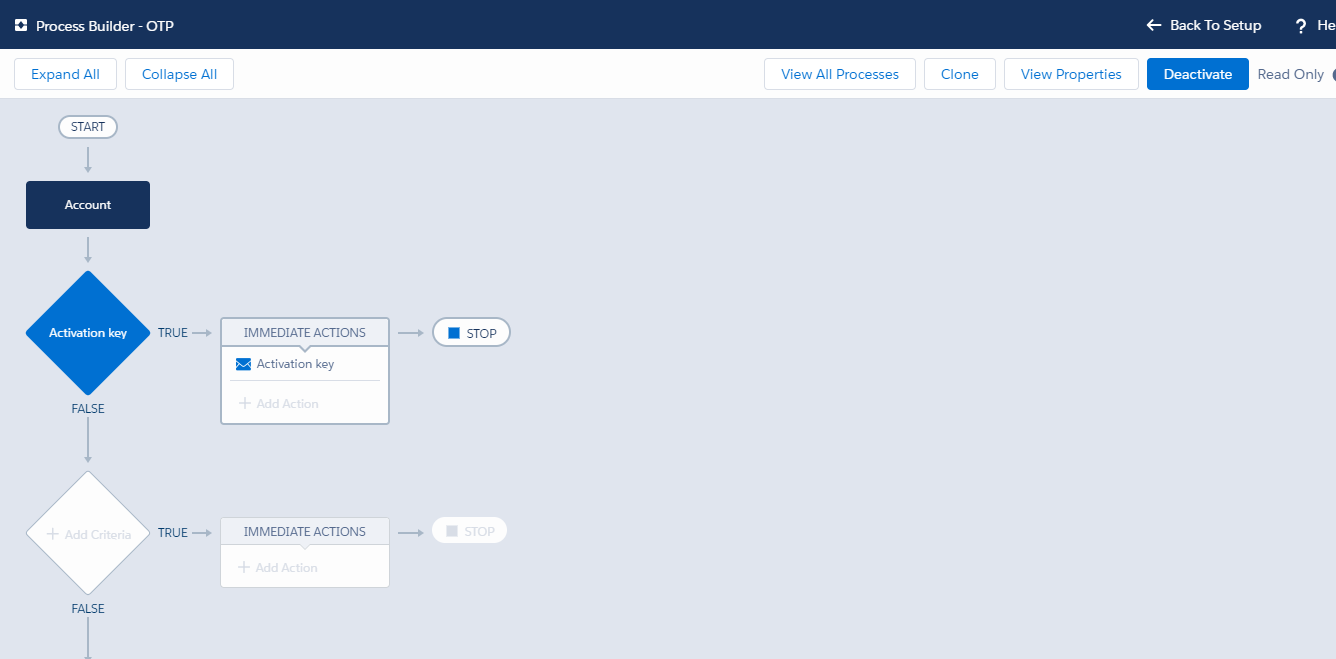 Process Builder - OTP
Back To Setup
? He
Expand All
Collapse All
View All Processes
Clone
View Properties
Deactivate
Read Only
START
Account
Activation key
TRUE
IMMEDIATE ACTIONS
STOP
Activation key
+ Add Action
FALSE
+ Add Criteria
TRUE
IMMEDIATE ACTIONS
STOP
+ Add Action
FALSE